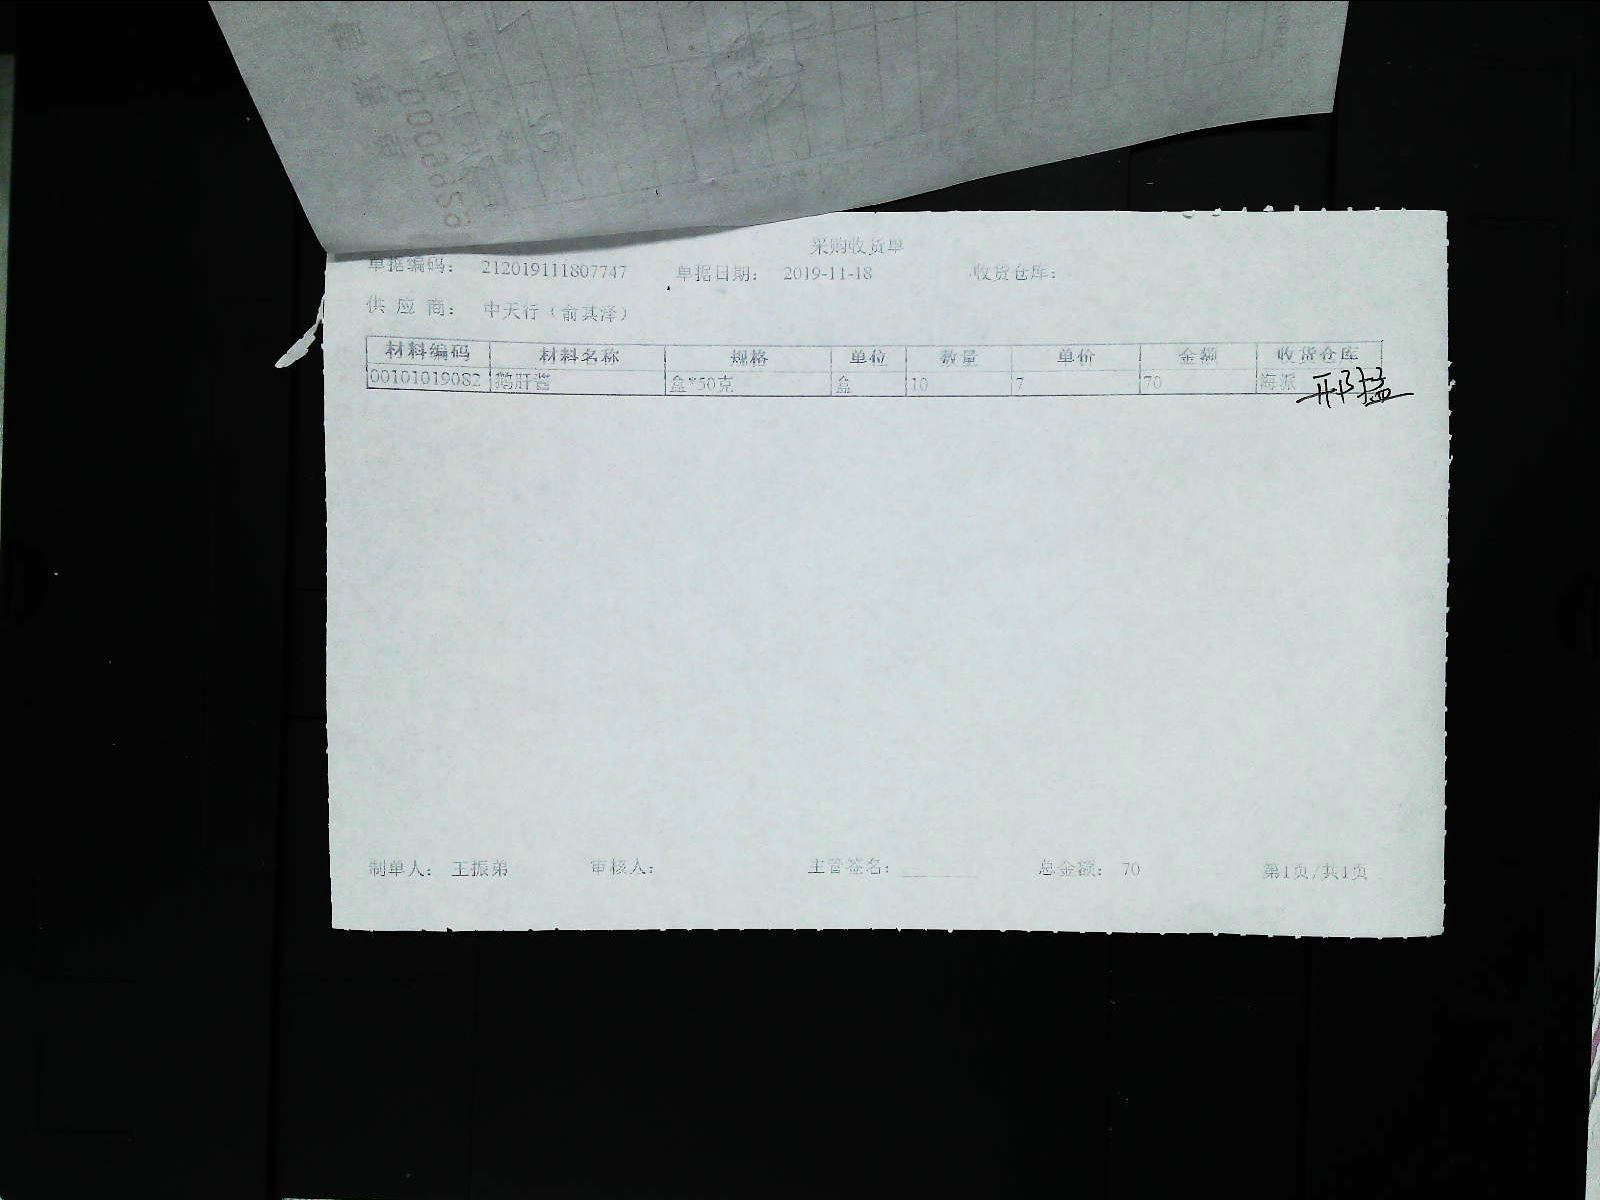 采购收货单
单据编码： 212019111807747 单据日期： 2019-11-18 收货仓库：
供 应 商： 中天行（俞其泽）
材料编码 材料名称 规格 单位 数量 单价 金额 收货仓库
00101019082 鹅肝酱 盒*50克 盒 10 7 70 海派
邢猛
制单人： 王振弟 审核人： 主管签名： 总金额： 70 第1页/共1页